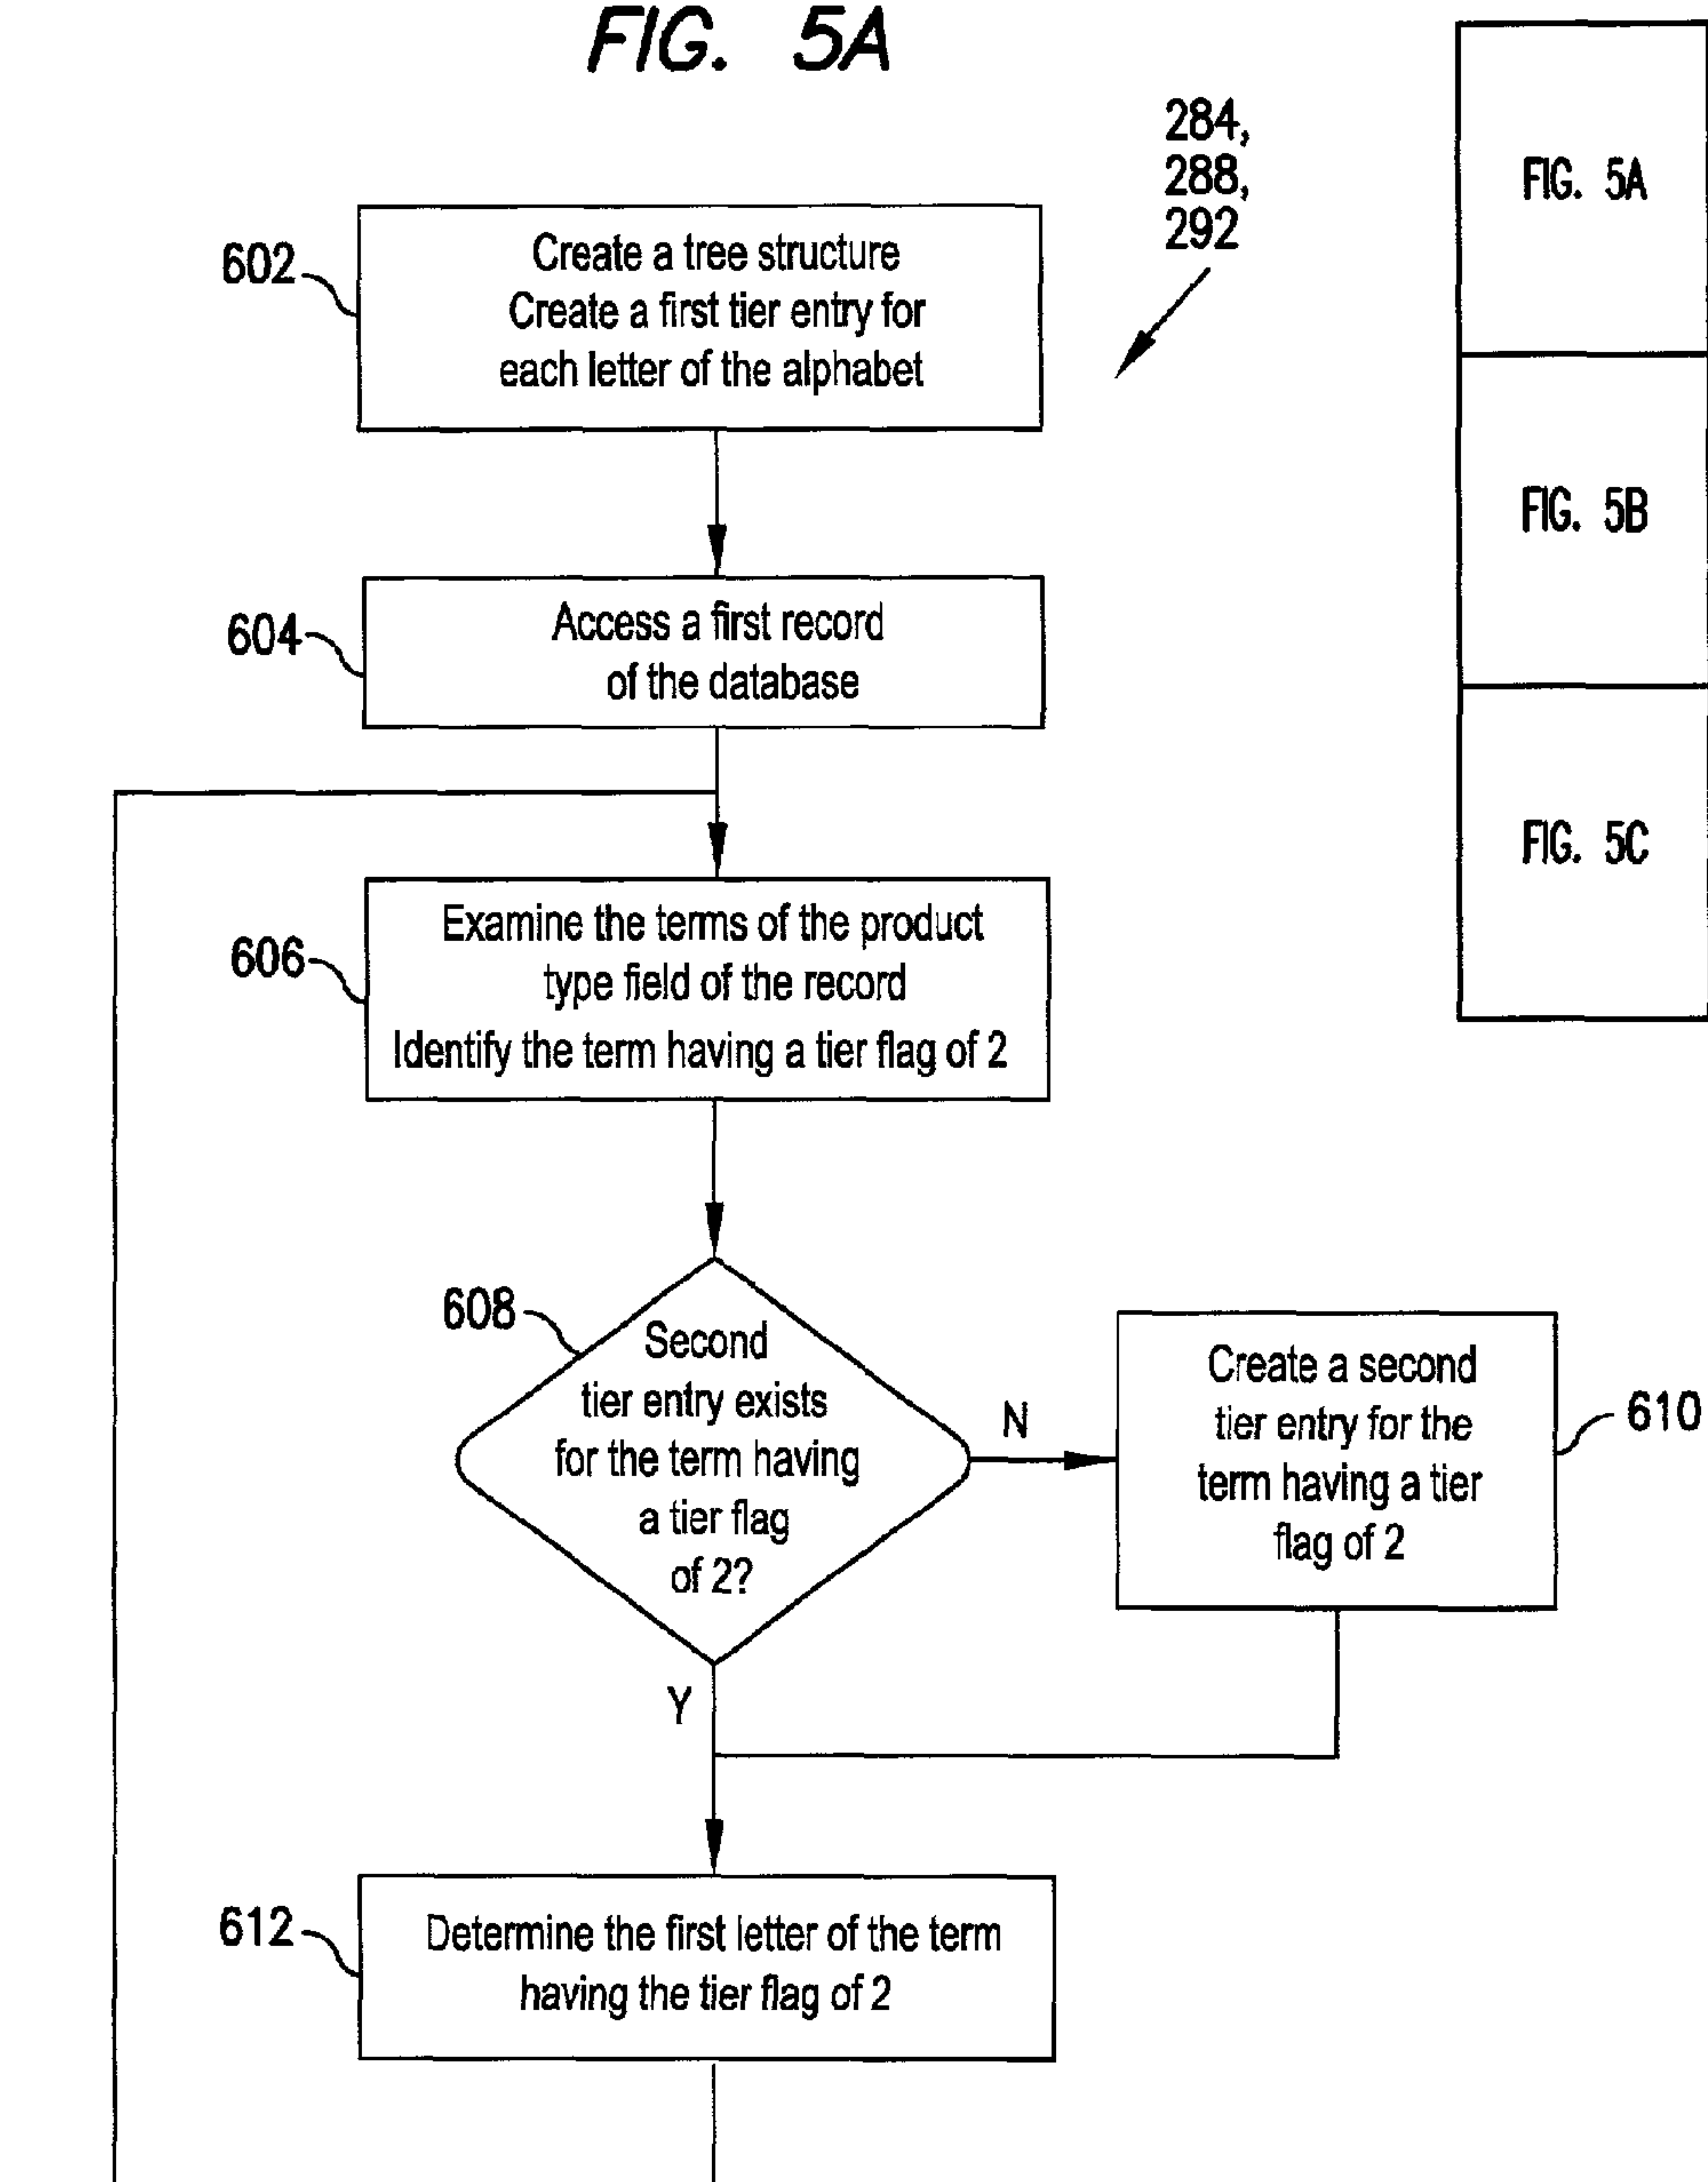 FIG. 5A
284,
288,
292
FIG. 5A
FIG. 5B
FIG. 5C
602
Create a tree structure
Create a first tier entry for
each letter of the alphabet
604
Access a first record
of the database
606
Examine the terms of the product
type field of the record
Identify the term having a tier flag of 2
608
Second
tier entry exists
for the term having
a tier flag
of 2?
N
Create a second
tier entry for the
term having a tier
flag of 2
610
Y
612
Determine the first letter of the term
having the tier flag of 2